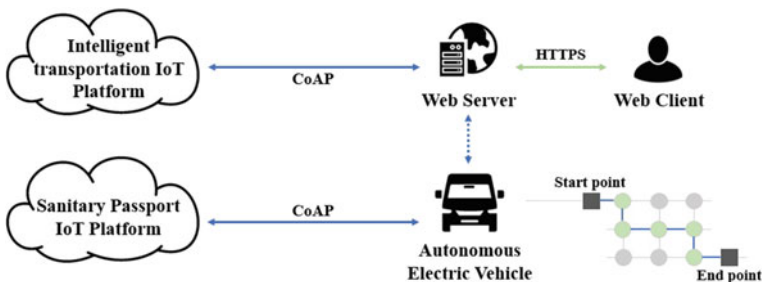 Intelligent
transportation IoT
Platform
CoAP
Web Server
HTTPS
Web Client
Sanitary Passport
IoT Platform
CoAP
Autonomous
Electric Vehicle
Start point
End point